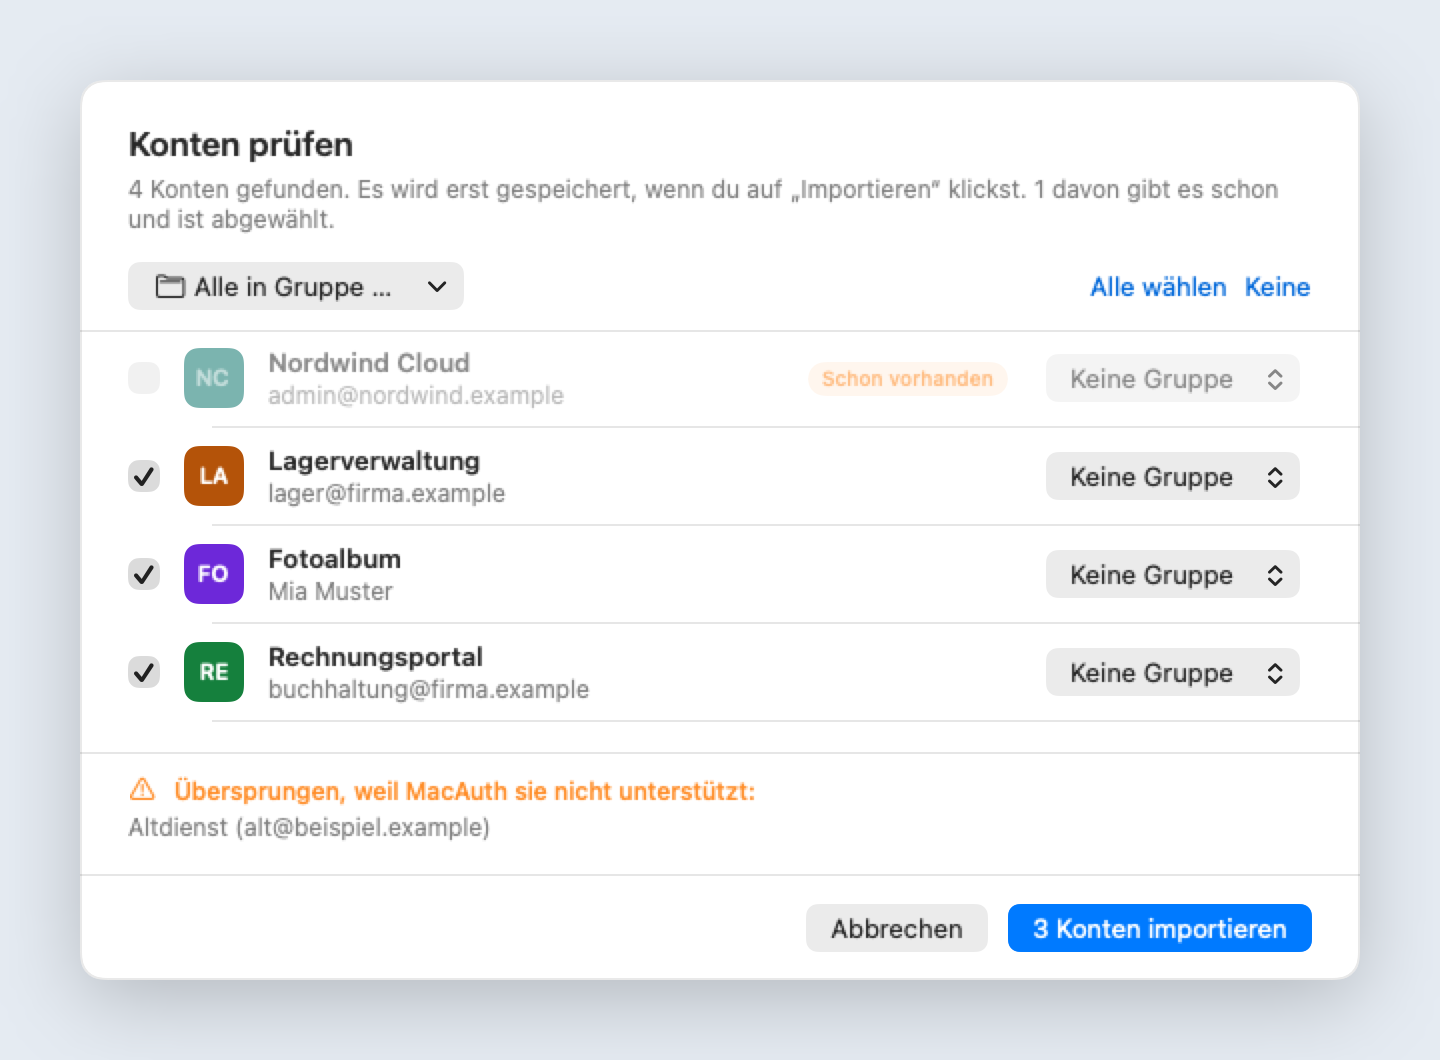 Konten prüfen
4 Konten gefunden. Es wird erst gespeichert, wenn du auf „Importieren“ klickst. 1 davon gibt es schon
und ist abgewählt.
Alle in Gruppe ...
Alle wählen Keine
NC Nordwind Cloud
admin@nordwind.example
Schon vorhanden
Keine Gruppe
LA Lagerverwaltung
lager@firma.example
Keine Gruppe
FO Fotoalbum
Mia Muster
Keine Gruppe
RE Rechnungsportal
buchhaltung@firma.example
Keine Gruppe
Übersprungen, weil MacAuth sie nicht unterstützt:
Altdienst (alt@beispiel.example)
Abbrechen
3 Konten importieren